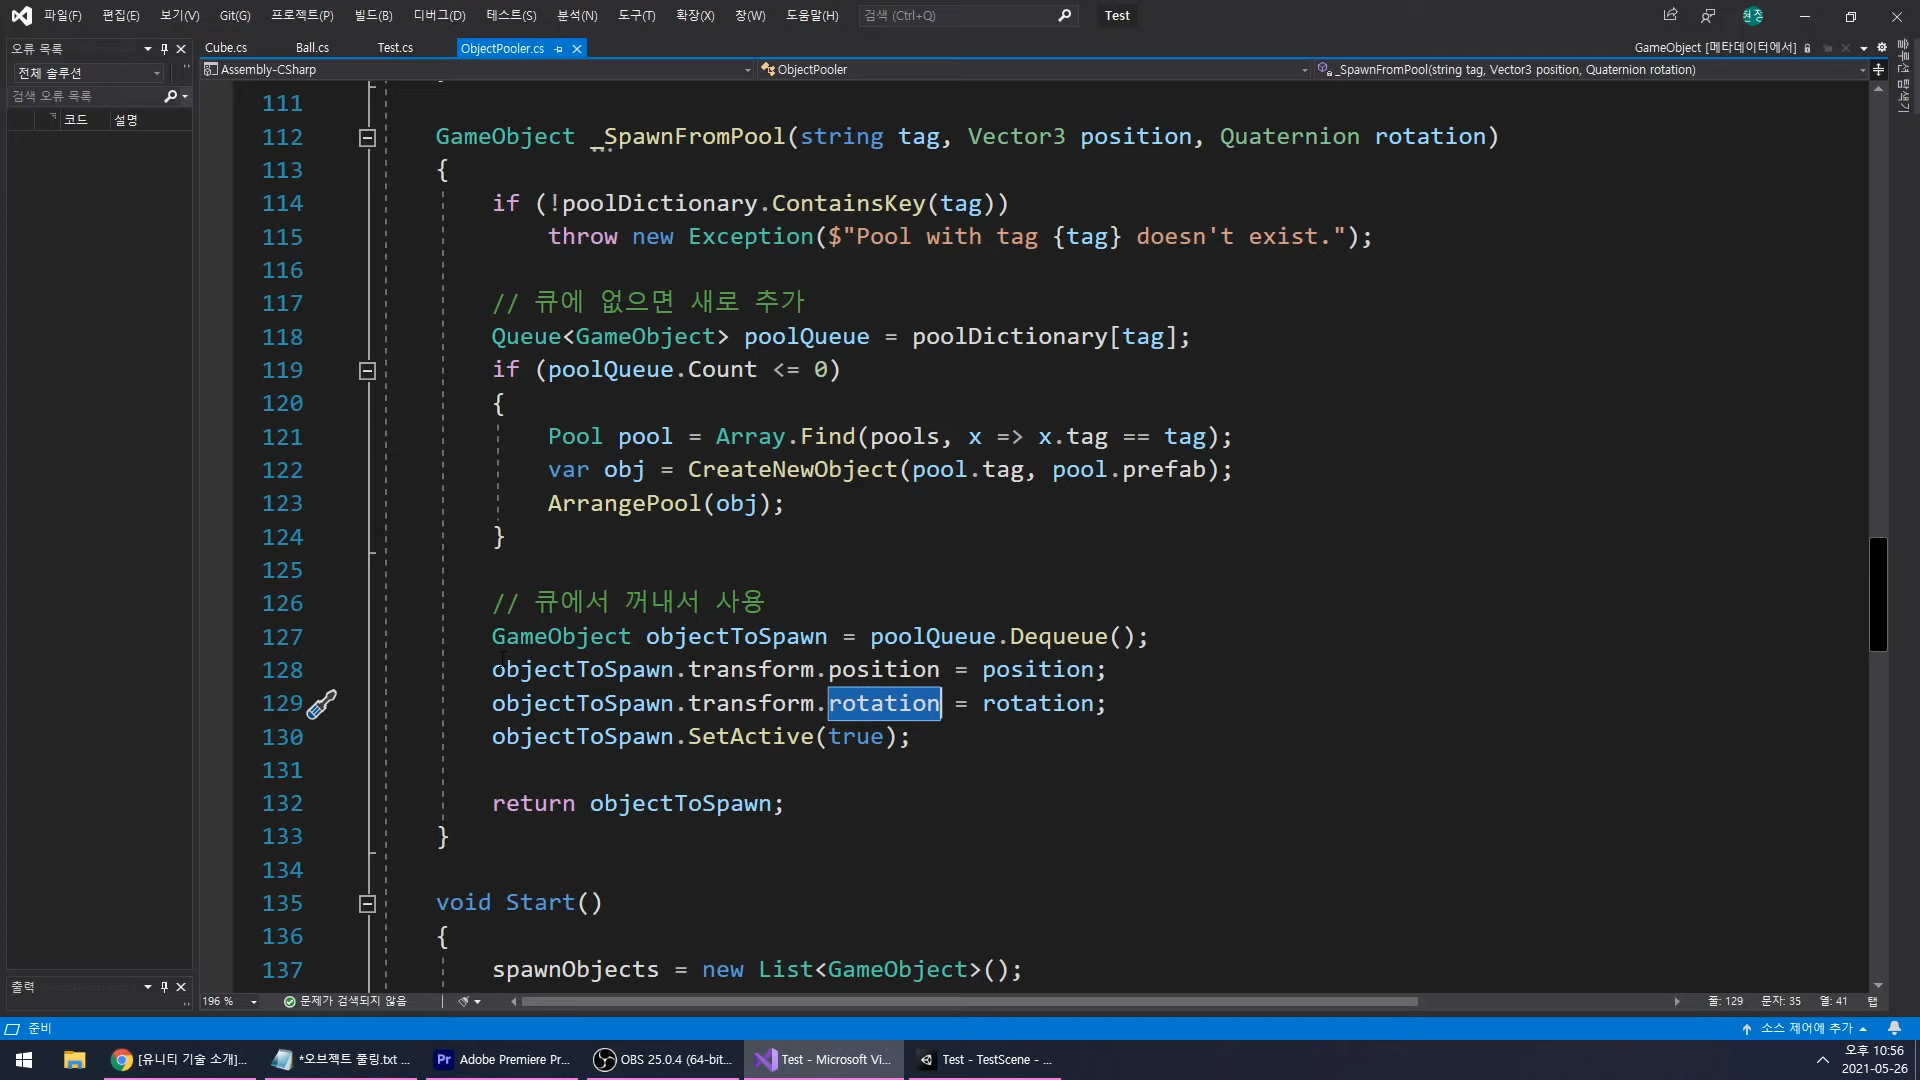 파일(F) 편집(E) 보기(V) Git(G) 프로젝트(P) 빌드(B) 디버그(D) 테스트(S) 분석(N) 도구(T) 확장(X) 창(W) 도움말(H) 검색 (Ctrl+Q) Test
오류 목록
Cube.cs Ball.cs Test.cs ObjectPooler.cs GameObject [메타데이터에서]
전체 솔루션
Assembly-CSharp ObjectPooler _SpawnFromPool(string tag, Vector3 position, Quaternion rotation)
검색 오류 목록
코드 설명
솔루션 탐색기
111
112 GameObject _SpawnFromPool(string tag, Vector3 position, Quaternion rotation)
113 {
114 if (!poolDictionary.ContainsKey(tag))
115 throw new Exception($"Pool with tag {tag} doesn't exist.");
116
117 // 큐에 없으면 새로 추가
118 Queue<GameObject> poolQueue = poolDictionary[tag];
119 if (poolQueue.Count <= 0)
120 {
121 Pool pool = Array.Find(pools, x => x.tag == tag);
122 var obj = CreateNewObject(pool.tag, pool.prefab);
123 ArrangePool(obj);
124 }
125
126 // 큐에서 꺼내서 사용
127 GameObject objectToSpawn = poolQueue.Dequeue();
128 objectToSpawn.transform.position = position;
129 objectToSpawn.transform.rotation = rotation;
130 objectToSpawn.SetActive(true);
131
132 return objectToSpawn;
133 }
134
135 void Start()
136 {
137 spawnObjects = new List<GameObject>();
출력
196 % 문제가 검색되지 않음 줄: 129 문자: 35 열: 41 탭
준비 소스 제어에 추가
[유니티 기술 소개]... *오브젝트 풀링.txt ... Adobe Premiere Pr... OBS 25.0.4 (64-bit... Test - Microsoft Vi... Test - TestScene - ...
오후 10:56
2021-05-26